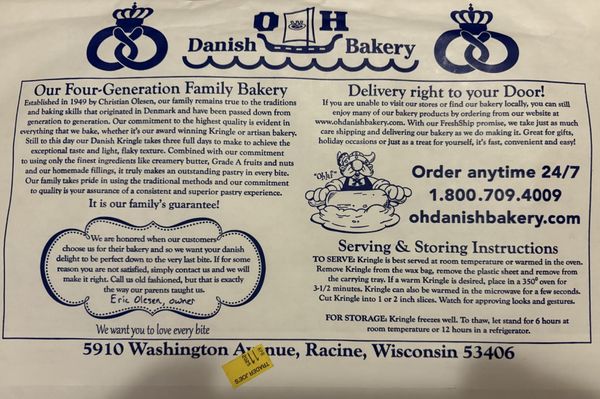 O H
Danish Bakery
Our Four-Generation Family Bakery
Established in 1949 by Christian Olesen, our family remains true to the traditions
and baking skills that originated in Denmark and have been passed down from
generation to generation. Our commitment to the highest quality is evident in
everything that we bake, whether it's our award winning Kringle or artisan bakery.
Still to this day our Danish Kringle takes three full days to make to achieve the
exceptional taste and light, flaky texture. Combined with our commitment
to using only the finest ingredients like creamery butter, Grade A fruits and nuts
and our homemade fillings, it truly makes an outstanding pastry in every bite.
Our family takes pride in using the traditional methods and our commitment
to quality is your assurance of a consistent and superior pastry experience.
It is our family's guarantee!
We are honored when our customers
choose us for their bakery and so we want your danish
delight to be perfect down to the very last bite. If for some
reason you are not satisfied, simply contact us and we will
make it right. Call us old fashioned, but that is exactly
the way our parents taught us.
Eric Olesen, owner
We want you to love every bite
Delivery right to your Door!
If you are unable to visit our stores or find our bakery locally, you can still
enjoy many of our bakery products by ordering from our website at
www.ohdanishbakery.com. With our FreshShip promise, we take just as much
care shipping and delivering our bakery as we do making it. Great for gifts,
holiday occasions or just as a treat for yourself, it's fast, convenient and easy!
"Ohh!"
Order anytime 24/7
1.800.709.4009
ohdanishbakery.com
Serving & Storing Instructions
TO SERVE: Kringle is best served at room temperature or warmed in the oven.
Remove Kringle from the wax bag, remove the plastic sheet and remove from
the carrying tray. If a warm Kringle is desired, place in a 350° oven for
3-1/2 minutes. Kringle can also be warmed in the microwave for a few seconds.
Cut Kringle into 1 or 2 inch slices. Watch for approving looks and gestures.
FOR STORAGE: Kringle freezes well. To thaw, let stand for 6 hours at
room temperature or 12 hours in a refrigerator.
5910 Washington Avenue, Racine, Wisconsin 53406
TRADER JOE'S